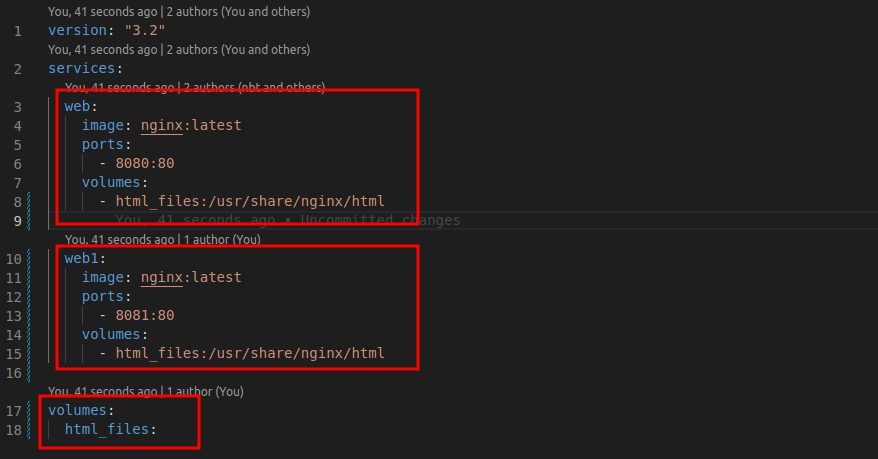 You, 41 seconds ago | 2 authors (You and others)
1 version: "3.2"
You, 41 seconds ago | 2 authors (You and others)
2 services:
You, 41 seconds ago | 2 authors (nbt and others)
3 web:
4 image: nginx:latest
5 ports:
6 - 8080:80
7 volumes:
8 - html_files:/usr/share/nginx/html
9 You, 41 seconds ago • Uncommitted changes
You, 41 seconds ago | 1 author (You)
10 web1:
11 image: nginx:latest
12 ports:
13 - 8081:80
14 volumes:
15 - html_files:/usr/share/nginx/html
16
You, 41 seconds ago | 1 author (You)
17 volumes:
18 html_files: